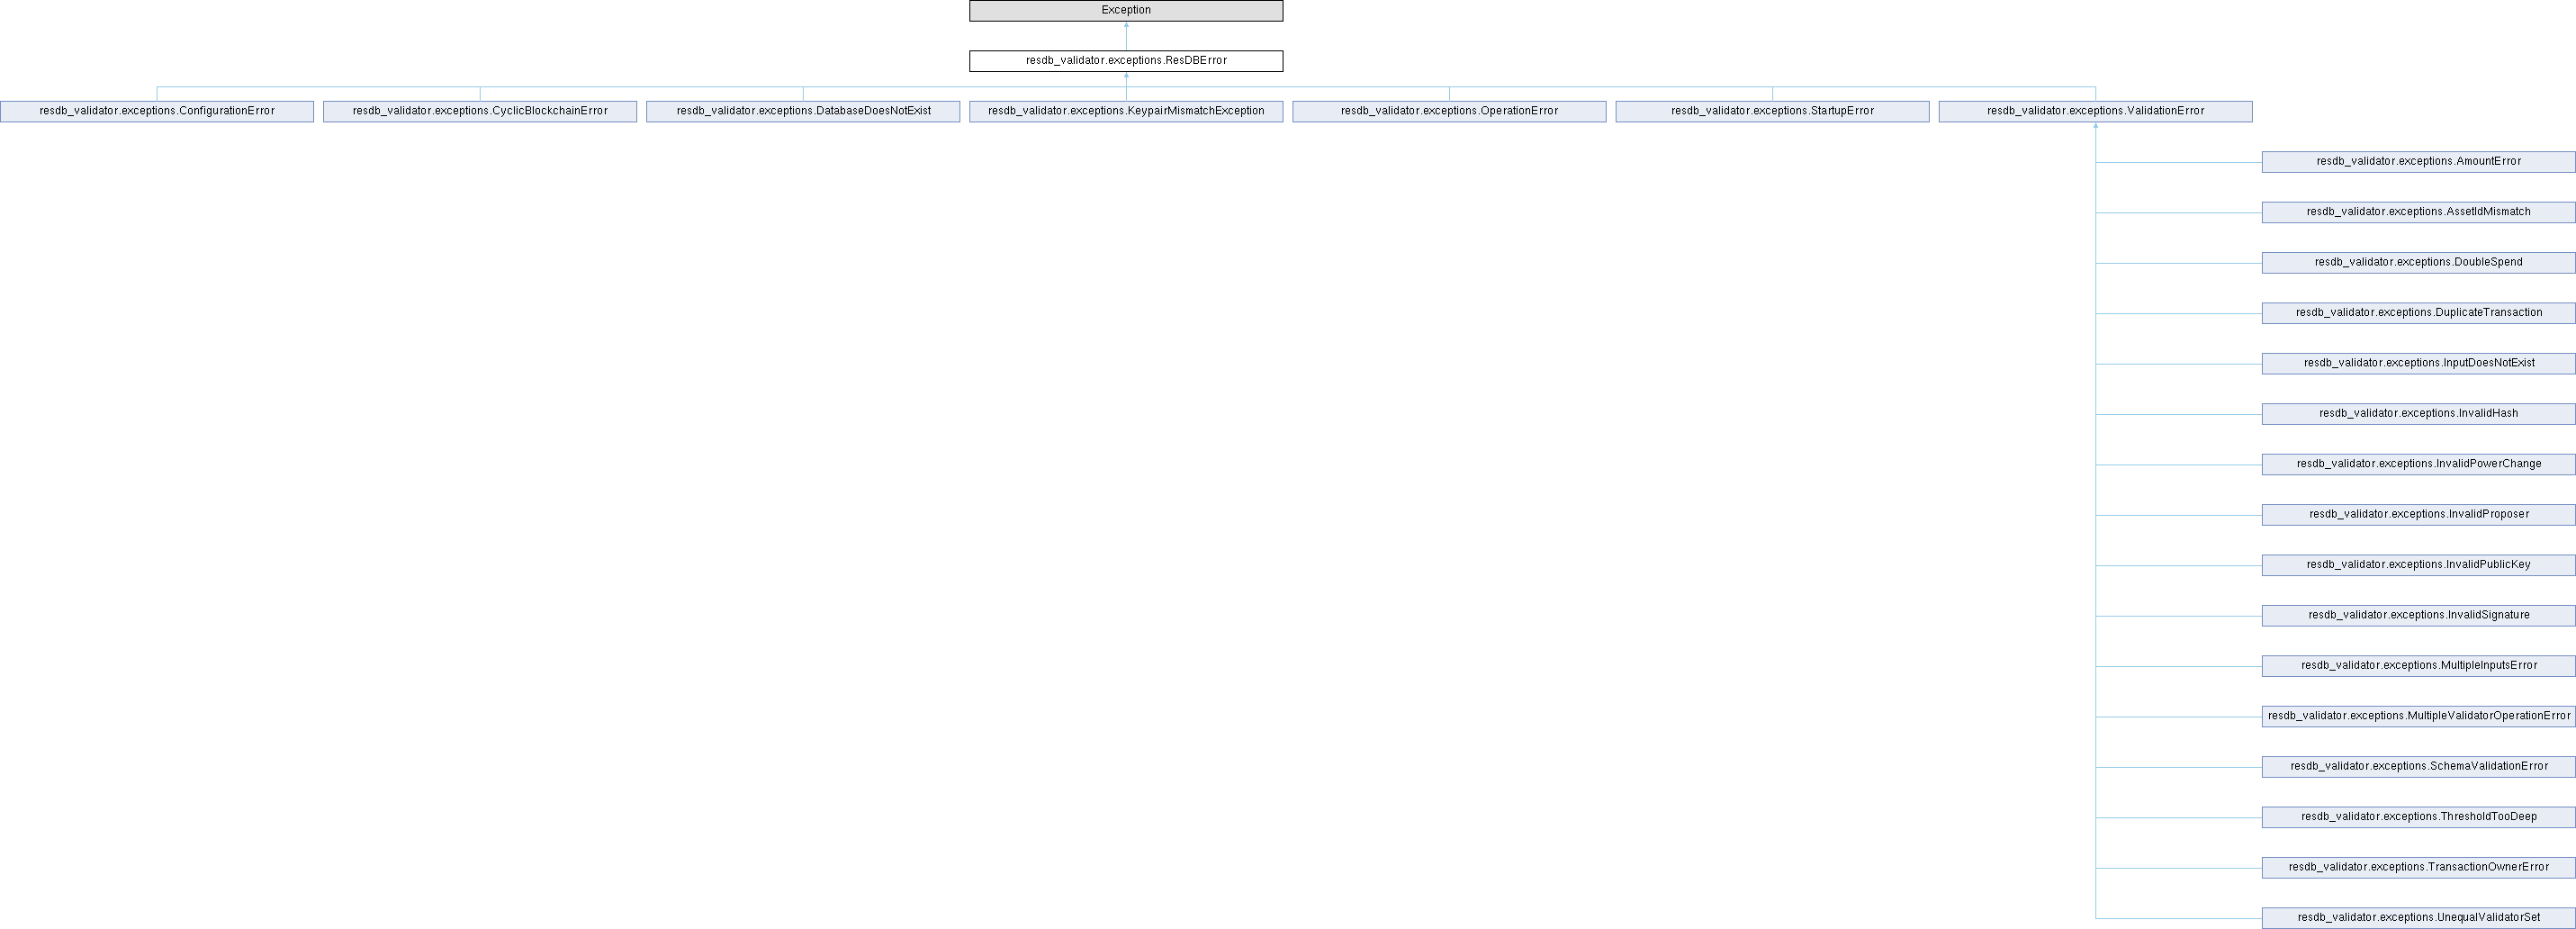 Exception
resdb_validator.exceptions.ResDBError
resdb_validator.exceptions.ConfigurationError
resdb_validator.exceptions.CyclicBlockchainError
resdb_validator.exceptions.DatabaseDoesNotExist
resdb_validator.exceptions.KeypairMismatchException
resdb_validator.exceptions.OperationError
resdb_validator.exceptions.StartupError
resdb_validator.exceptions.ValidationError
resdb_validator.exceptions.AmountError
resdb_validator.exceptions.AssetIdMismatch
resdb_validator.exceptions.DoubleSpend
resdb_validator.exceptions.DuplicateTransaction
resdb_validator.exceptions.InputDoesNotExist
resdb_validator.exceptions.InvalidHash
resdb_validator.exceptions.InvalidPowerChange
resdb_validator.exceptions.InvalidProposer
resdb_validator.exceptions.InvalidPublicKey
resdb_validator.exceptions.InvalidSignature
resdb_validator.exceptions.MultipleInputsError
resdb_validator.exceptions.MultipleValidatorOperationError
resdb_validator.exceptions.SchemaValidationError
resdb_validator.exceptions.ThresholdTooDeep
resdb_validator.exceptions.TransactionOwnerError
resdb_validator.exceptions.UnequalValidatorSet